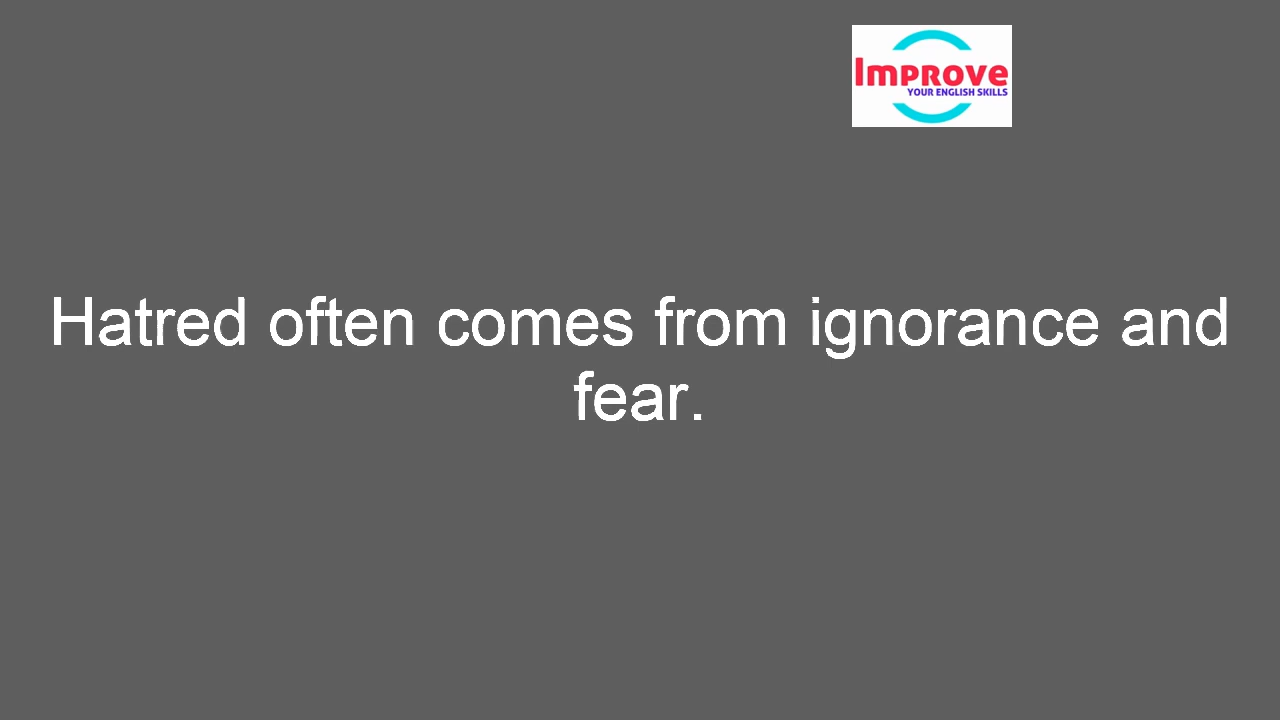 Improve
YOUR ENGLISH SKILLS
Hatred often comes from ignorance and
fear.